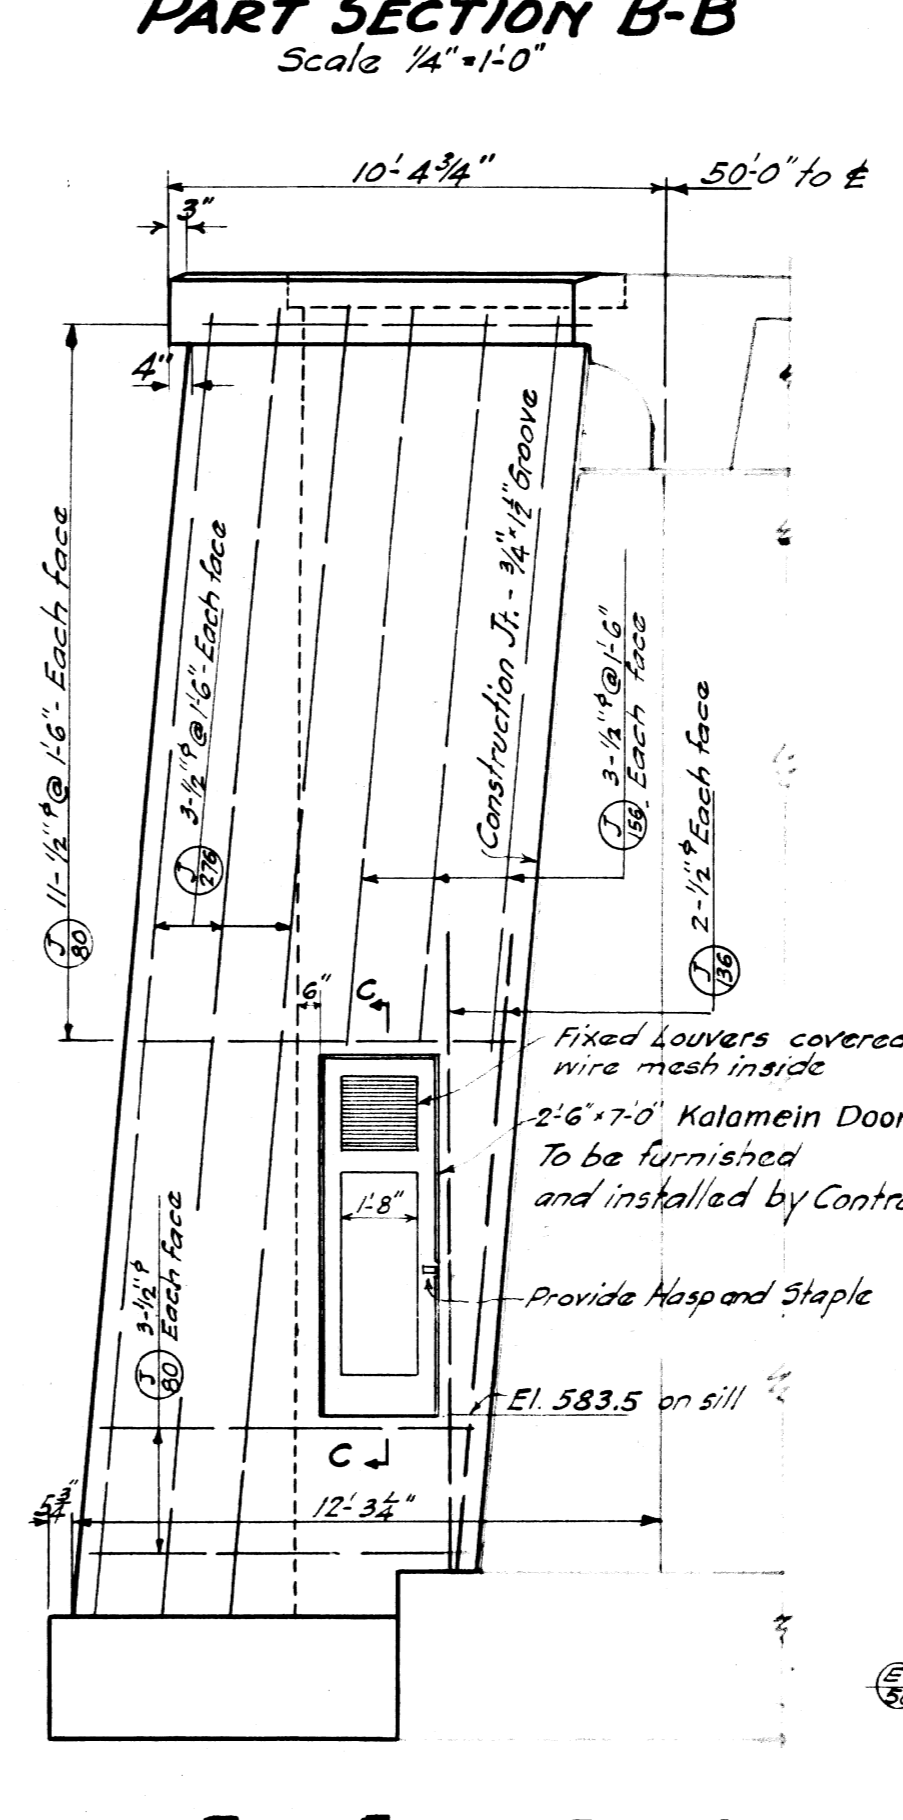 PART SECTION B-B
Scale 1/4"=1'-0"
10'-4 3/4"
50'-0" to ℄
3"
4"
J 80 11-1/2"φ @ 1'-6"- Each face
J 276 3-1/2"φ @ 1'-6"- Each face
Construction Jt. - 3/4"x1 1/2" Groove
J 156 3-1/2"φ @ 1'-6"
Each face
J 136 2-1/2"φ Each face
6"
C
Fixed Louvers covered
wire mesh inside
2'-6"x7'-0" Kalamein Door
To be furnished
and installed by
1'-8"
J 80 3-1/2"φ
Each face
Provide Hasp and Staple
El. 583.5 on sill
C
5 3/4"
12'-3 1/4"
E